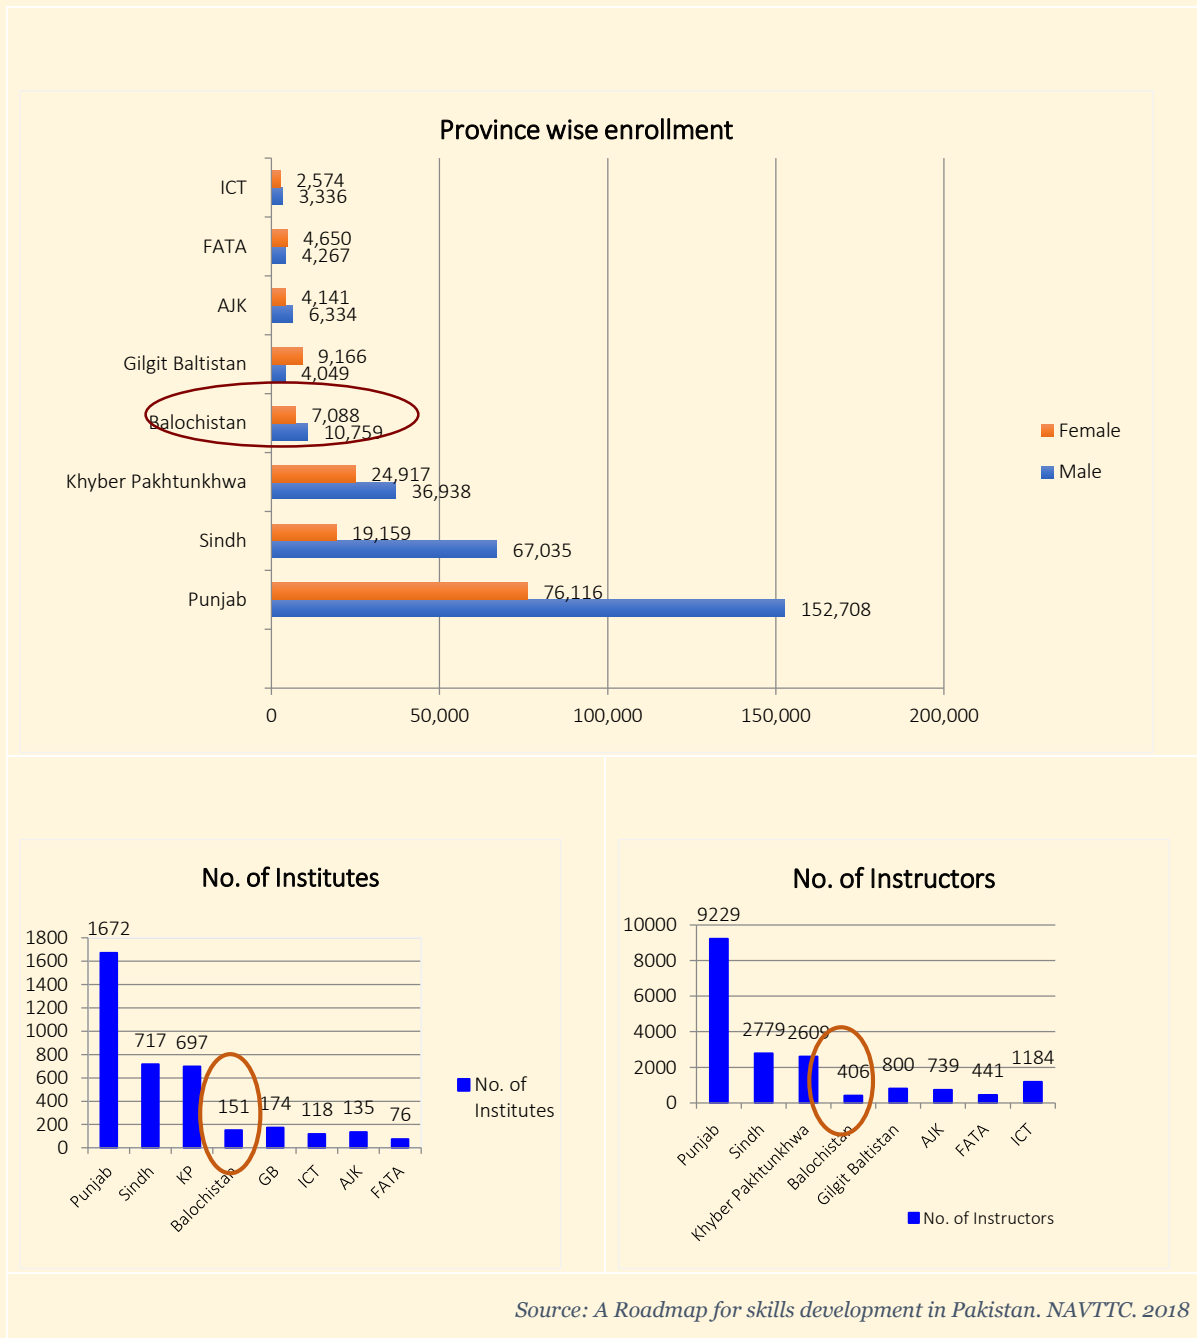 Province wise enrollment
ICT
2,574
3,336
FATA
4,650
4,267
AJK
4,141
6,334
Gilgit Baltistan
9,166
4,049
Balochistan
7,088
10,759
Khyber Pakhtunkhwa
24,917
36,938
Sindh
19,159
67,035
Punjab
76,116
152,708
Female
Male
0 50,000 100,000 150,000 200,000
No. of Institutes
1800
1600
1400
1200
1000
800
600
400
200
0
1672 717 697 151 174 118 135 76
Punjab Sindh KP Balochistan GB ICT AJK FATA
No. of
Institutes
No. of Instructors
10000
8000
6000
4000
2000
0
9229 2779 2609 406 800 739 441 1184
Punjab Sindh Khyber Pakhtunkhwa Balochistan Gilgit Baltistan AJK FATA ICT
No. of Instructors
Source: A Roadmap for skills development in Pakistan. NAVTTC. 2018